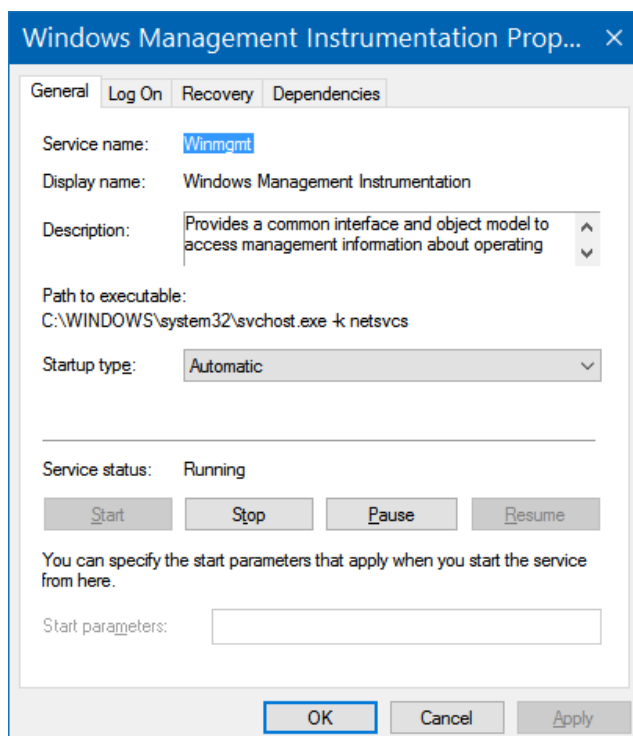 Windows Management Instrumentation Prop...
General Log On Recovery Dependencies
Service name: Winmgmt
Display name: Windows Management Instrumentation
Description: Provides a common interface and object model to
access management information about operating
Path to executable:
C:\WINDOWS\system32\svchost.exe -k netsvcs
Startup type: Automatic
Service status: Running
Start Stop Pause Resume
You can specify the start parameters that apply when you start the service
from here.
Start parameters:
OK Cancel Apply